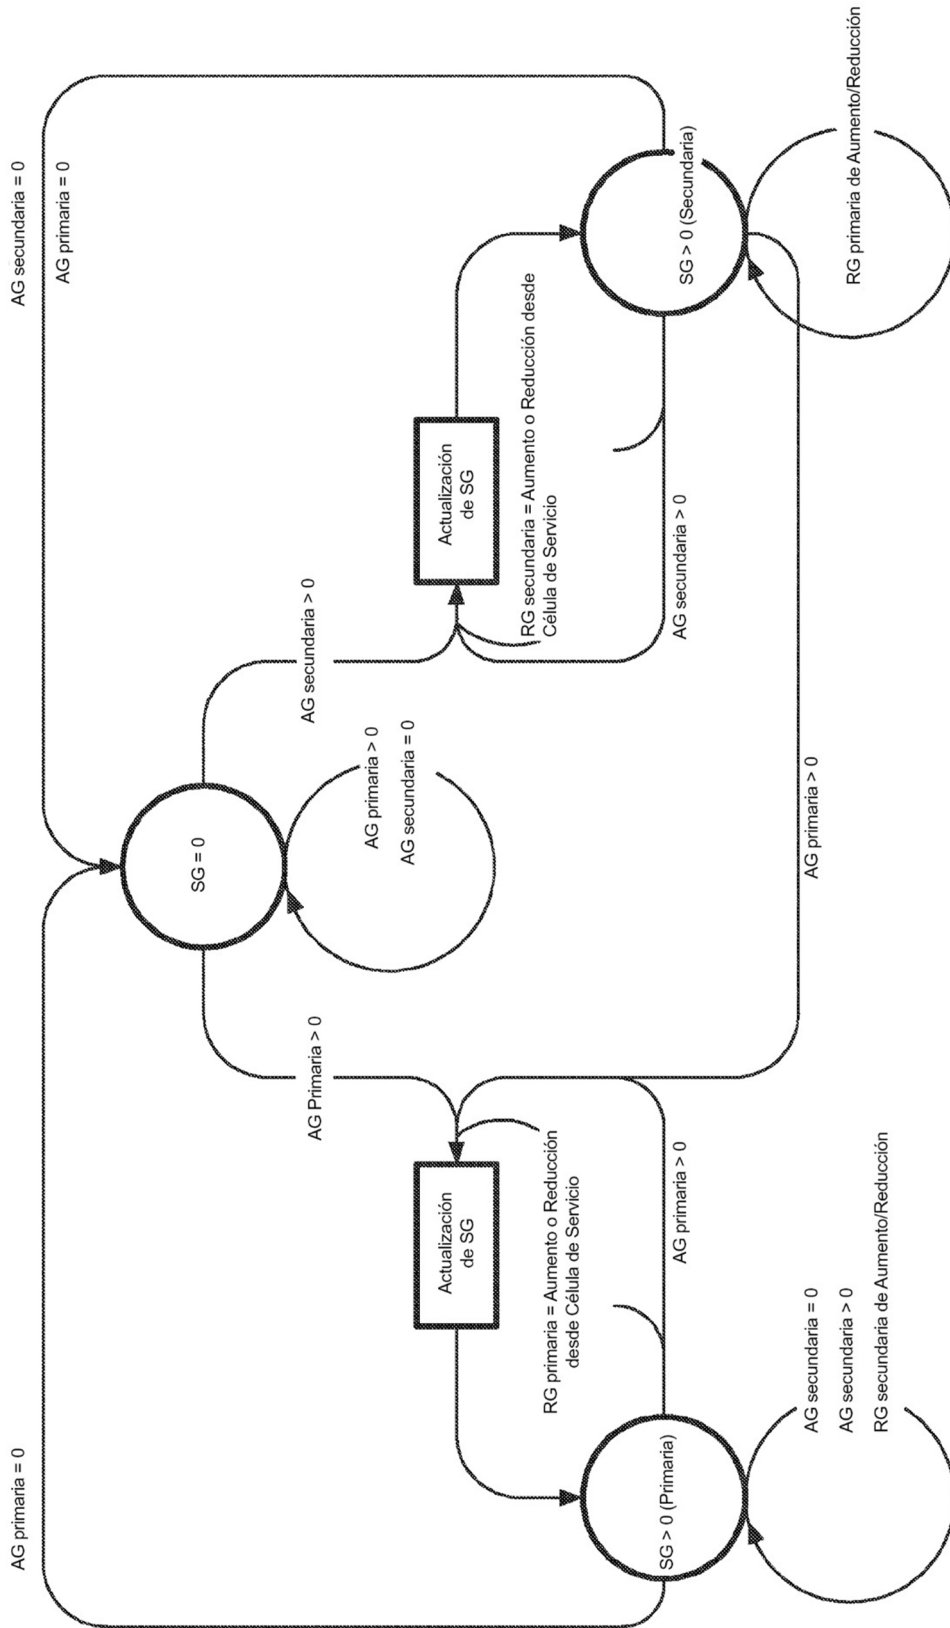 AG primaria = 0
AG secundaria = 0
AG primaria = 0
SG = 0
AG Primaria > 0
AG secundaria > 0
AG primaria > 0
AG secundaria = 0
Actualización
de SG
Actualización
de SG
RG primaria = Aumento o Reducción
desde Célula de Servicio
RG secundaria = Aumento o Reducción desde
Célula de Servicio
SG > 0 (Primaria)
AG primaria > 0
AG secundaria > 0
SG > 0 (Secundaria)
AG secundaria = 0
AG secundaria > 0
RG secundaria de Aumento/Reducción
AG primaria > 0
RG primaria de Aumento/Reducción